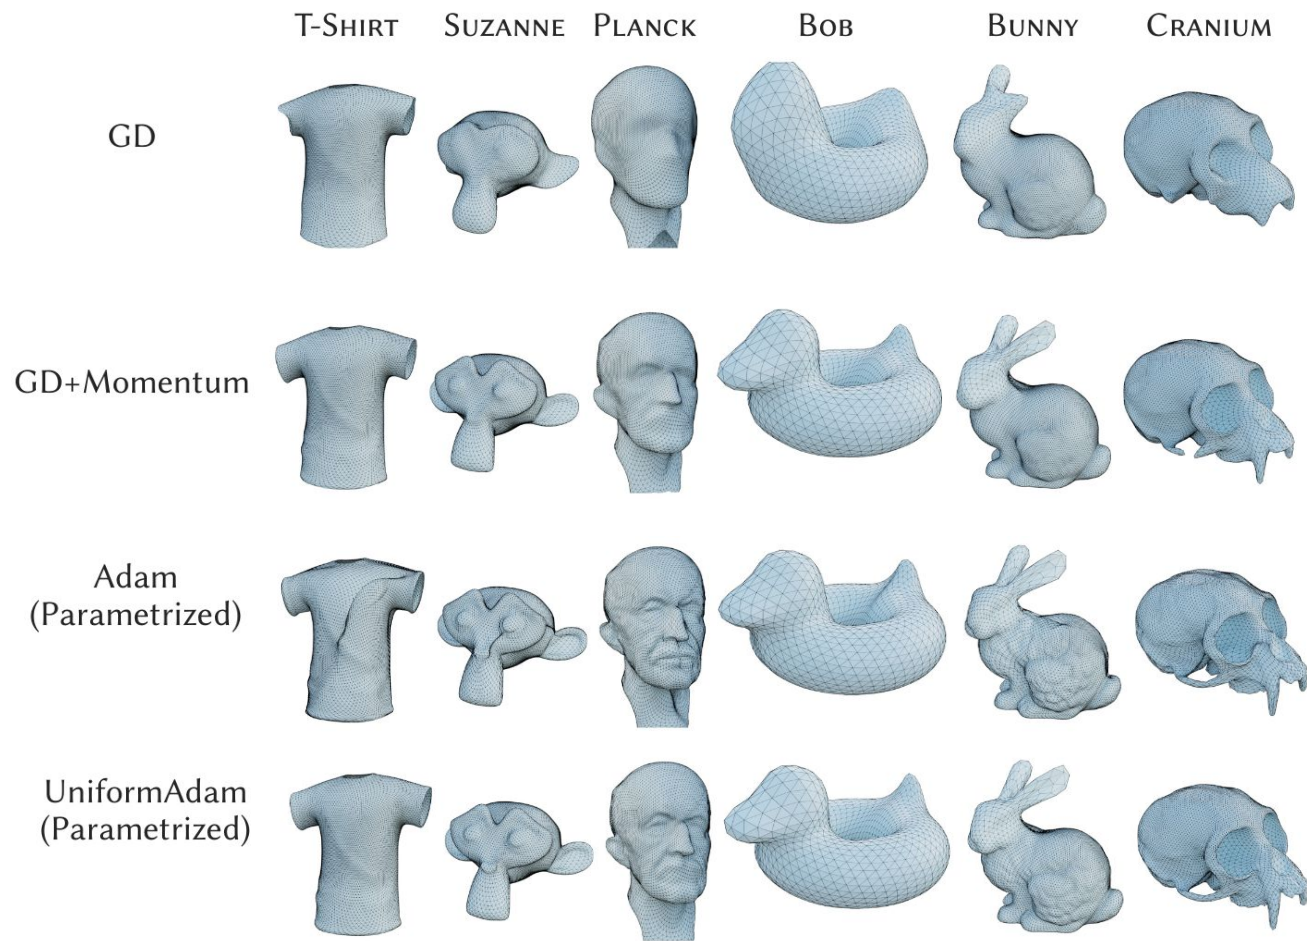 T-Shirt Suzanne Planck Bob Bunny Cranium
GD
GD+Momentum
Adam
(Parametrized)
UniformAdam
(Parametrized)